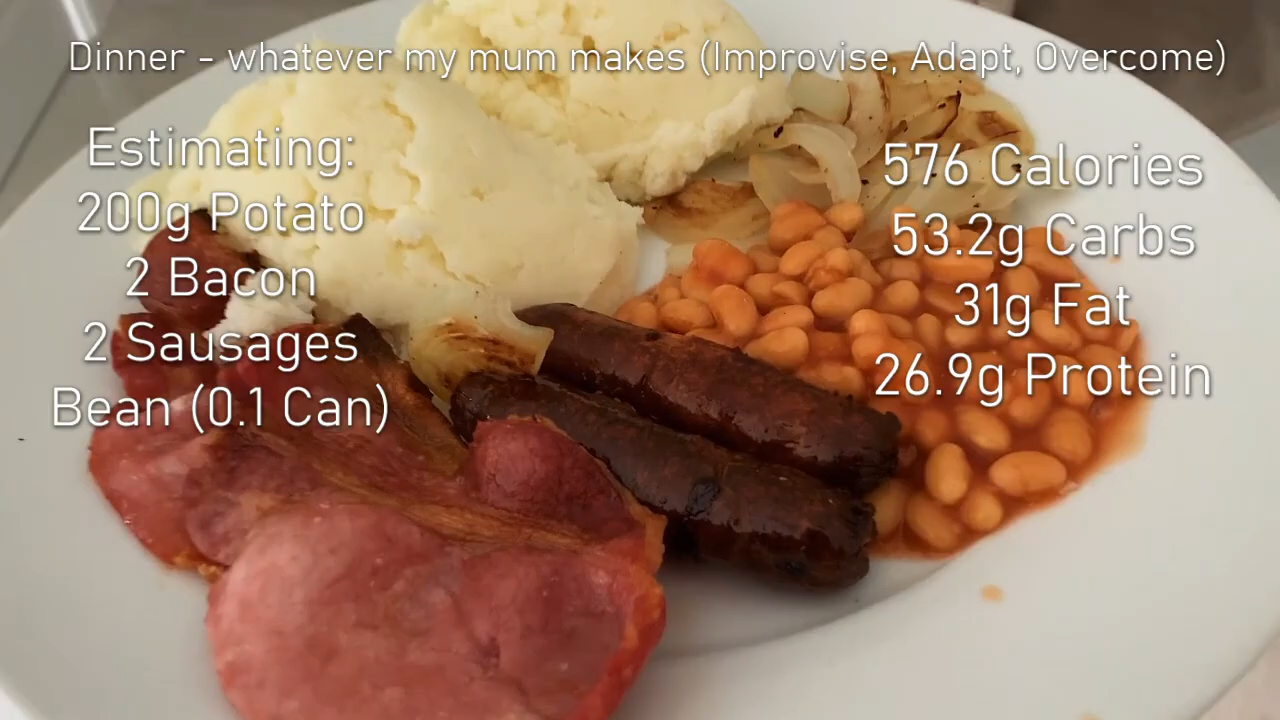 Dinner - whatever my mum makes (Improvise, Adapt, Overcome)
Estimating:
200g Potato
2 Bacon
2 Sausages
Bean (0.1 Can)
576 Calories
53.2g Carbs
31g Fat
26.9g Protein